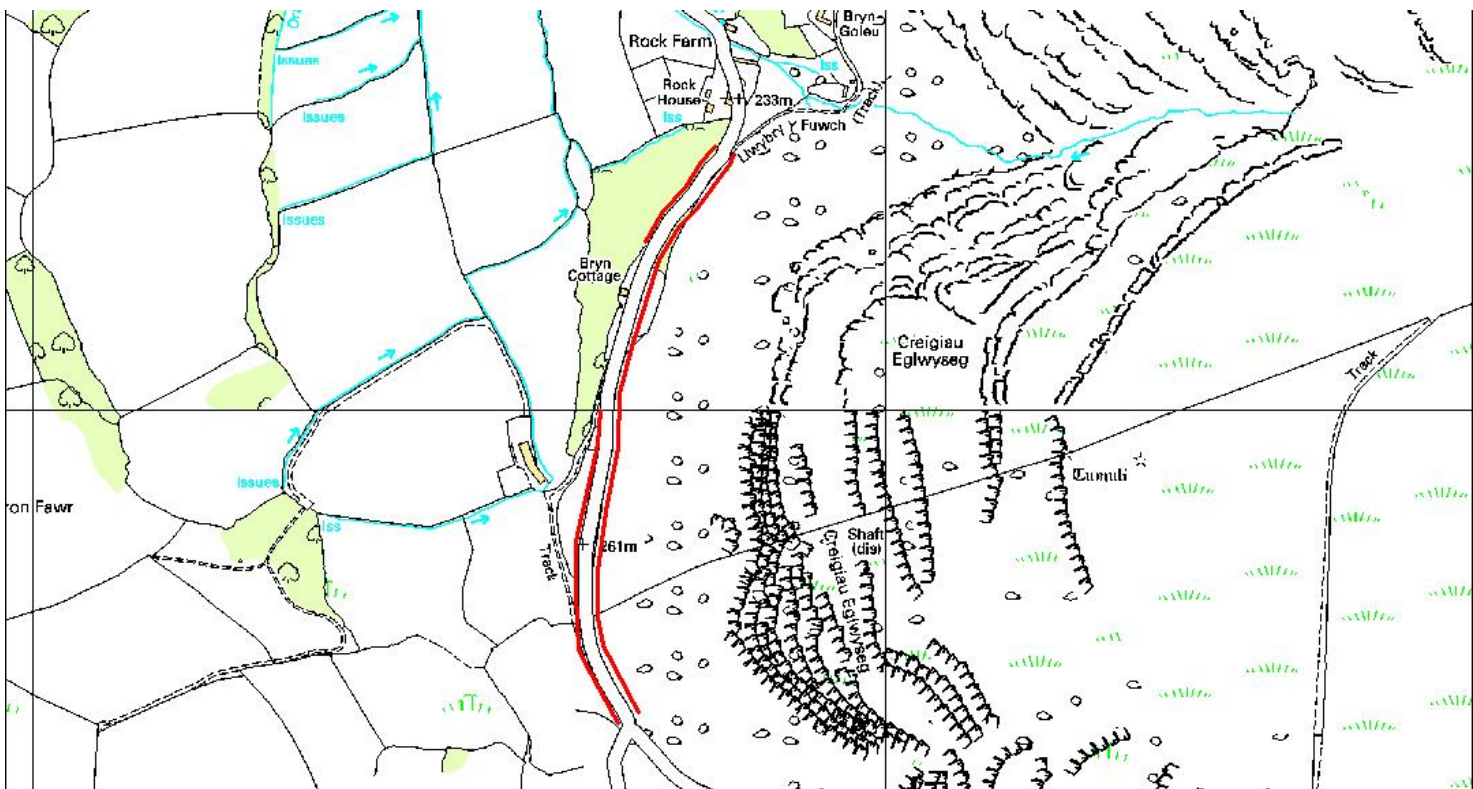 Bryn
Goleu
Rock Farm
Issues
Iss
Rock
House
233m
(Track)
Issues
Iss
Llwybr y Fuwch
Issues
Bryn
Cottage
Creigiau
Eglwyseg
Track
Tumuli
Issues
ron Fawr
Iss
Shaft
(dis)
261m
Track
Creigiau Eglwyseg